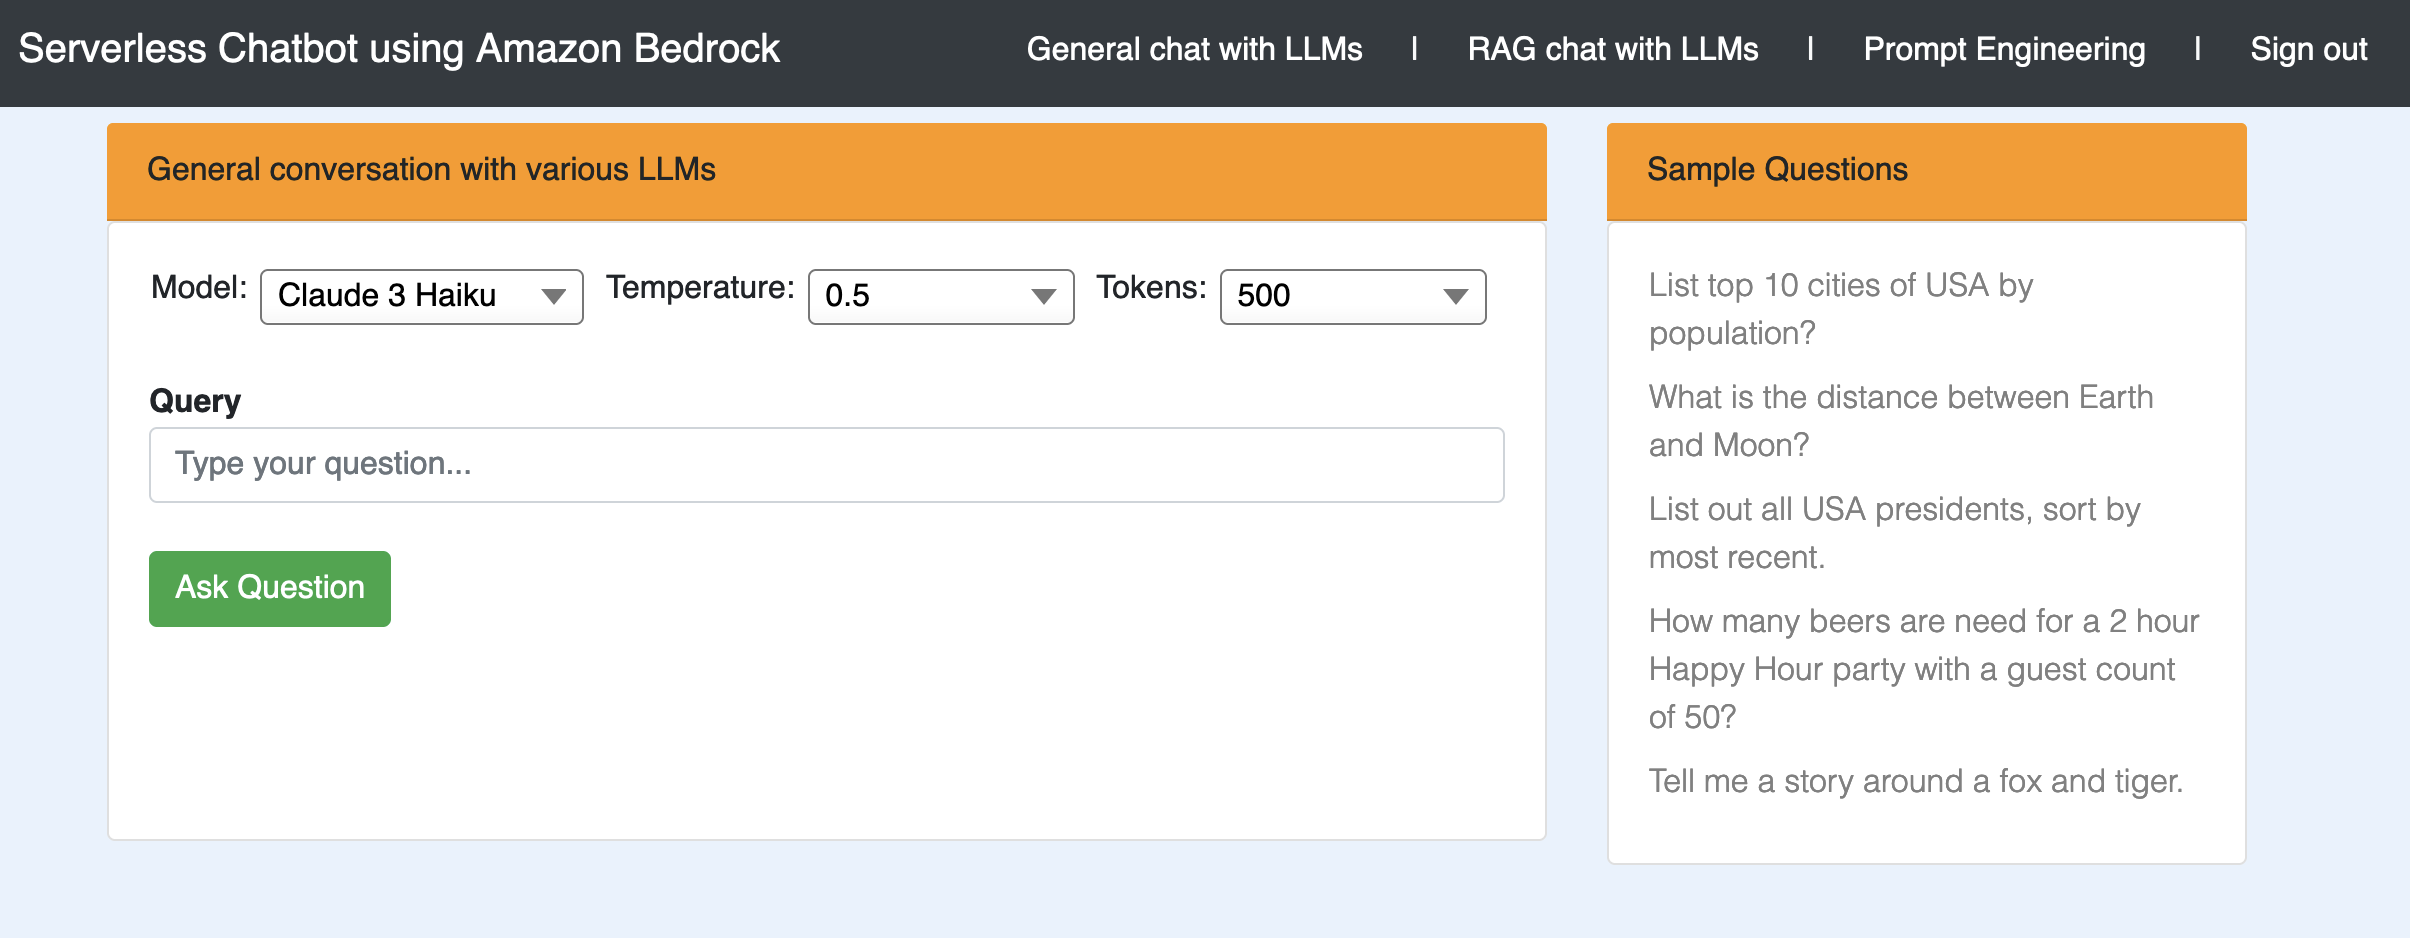 Serverless Chatbot using Amazon Bedrock
General chat with LLMs | RAG chat with LLMs | Prompt Engineering | Sign out
General conversation with various LLMs
Model: Claude 3 Haiku Temperature: 0.5 Tokens: 500
Query
Type your question...
Ask Question
Sample Questions
List top 10 cities of USA by
population?
What is the distance between Earth
and Moon?
List out all USA presidents, sort by
most recent.
How many beers are need for a 2 hour
Happy Hour party with a guest count
of 50?
Tell me a story around a fox and tiger.